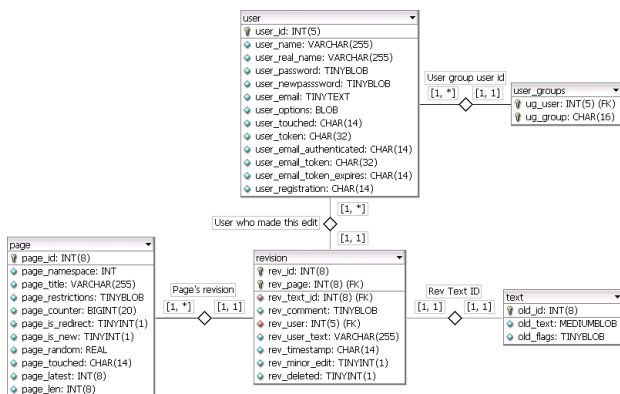 user
user_id: INT(5)
user_name: VARCHAR(255)
user_real_name: VARCHAR(255)
user_password: TINYBLOB
user_newpasssword: TINYBLOB
user_email: TINYTEXT
user_options: BLOB
user_touched: CHAR(14)
user_token: CHAR(32)
user_email_authenticated: CHAR(14)
user_email_token: CHAR(32)
user_email_token_expires: CHAR(14)
user_registration: CHAR(14)
User group user id
[1, *] [1, 1]
user_groups
ug_user: INT(5) (FK)
ug_group: CHAR(16)
[1, *]
User who made this edit
[1, 1]
page
page_id: INT(8)
page_namespace: INT
page_title: VARCHAR(255)
page_restrictions: TINYBLOB
page_counter: BIGINT(20)
page_is_redirect: TINYINT(1)
page_is_new: TINYINT(1)
page_random: REAL
page_touched: CHAR(14)
page_latest: INT(8)
page_len: INT(8)
Page's revision
[1, *] [1, 1]
revision
rev_id: INT(8)
rev_page: INT(8) (FK)
rev_text_id: INT(8) (FK)
rev_comment: TINYBLOB
rev_user: INT(5) (FK)
rev_user_text: VARCHAR(255)
rev_timestamp: CHAR(14)
rev_minor_edit: TINYINT(1)
rev_deleted: TINYINT(1)
Rev Text ID
[1, 1] [1, 1]
text
old_id: INT(8)
old_text: MEDIUMBLOB
old_flags: TINYBLOB